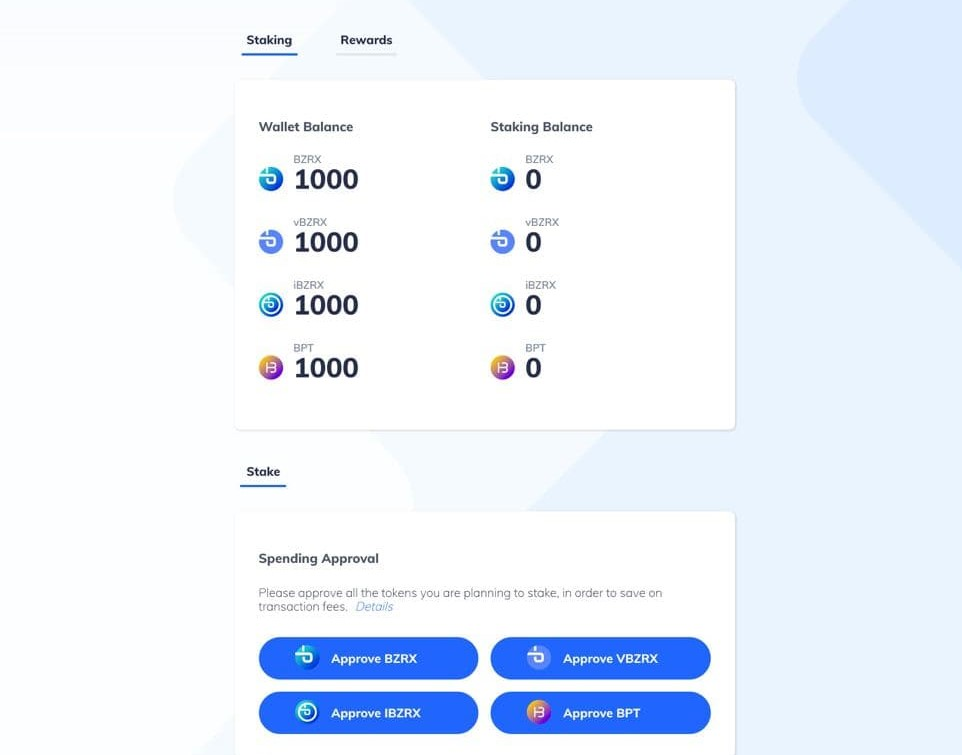 Staking
Rewards
Wallet Balance
BZRX
1000
vBZRX
1000
iBZRX
1000
BPT
1000
Staking Balance
BZRX
0
vBZRX
0
iBZRX
0
BPT
0
Stake
Spending Approval
Please approve all the tokens you are planning to stake, in order to save on
transaction fees. Details
Approve BZRX
Approve VBZRX
Approve IBZRX
Approve BPT